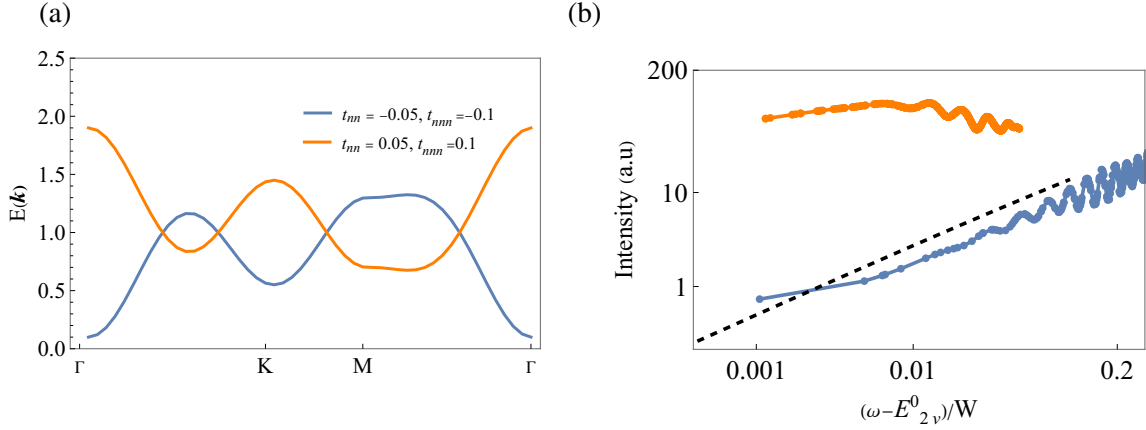 (a)
2.5
2.0
1.5
1.0
0.5
0.0
E(k)
t_nn = -0.05, t_nnn =-0.1
t_nn = 0.05, t_nnn =0.1
Γ K M Γ
(b)
200
10
1
Intensity (a.u)
0.001 0.01 0.2
(ω-E^0_2ν)/W